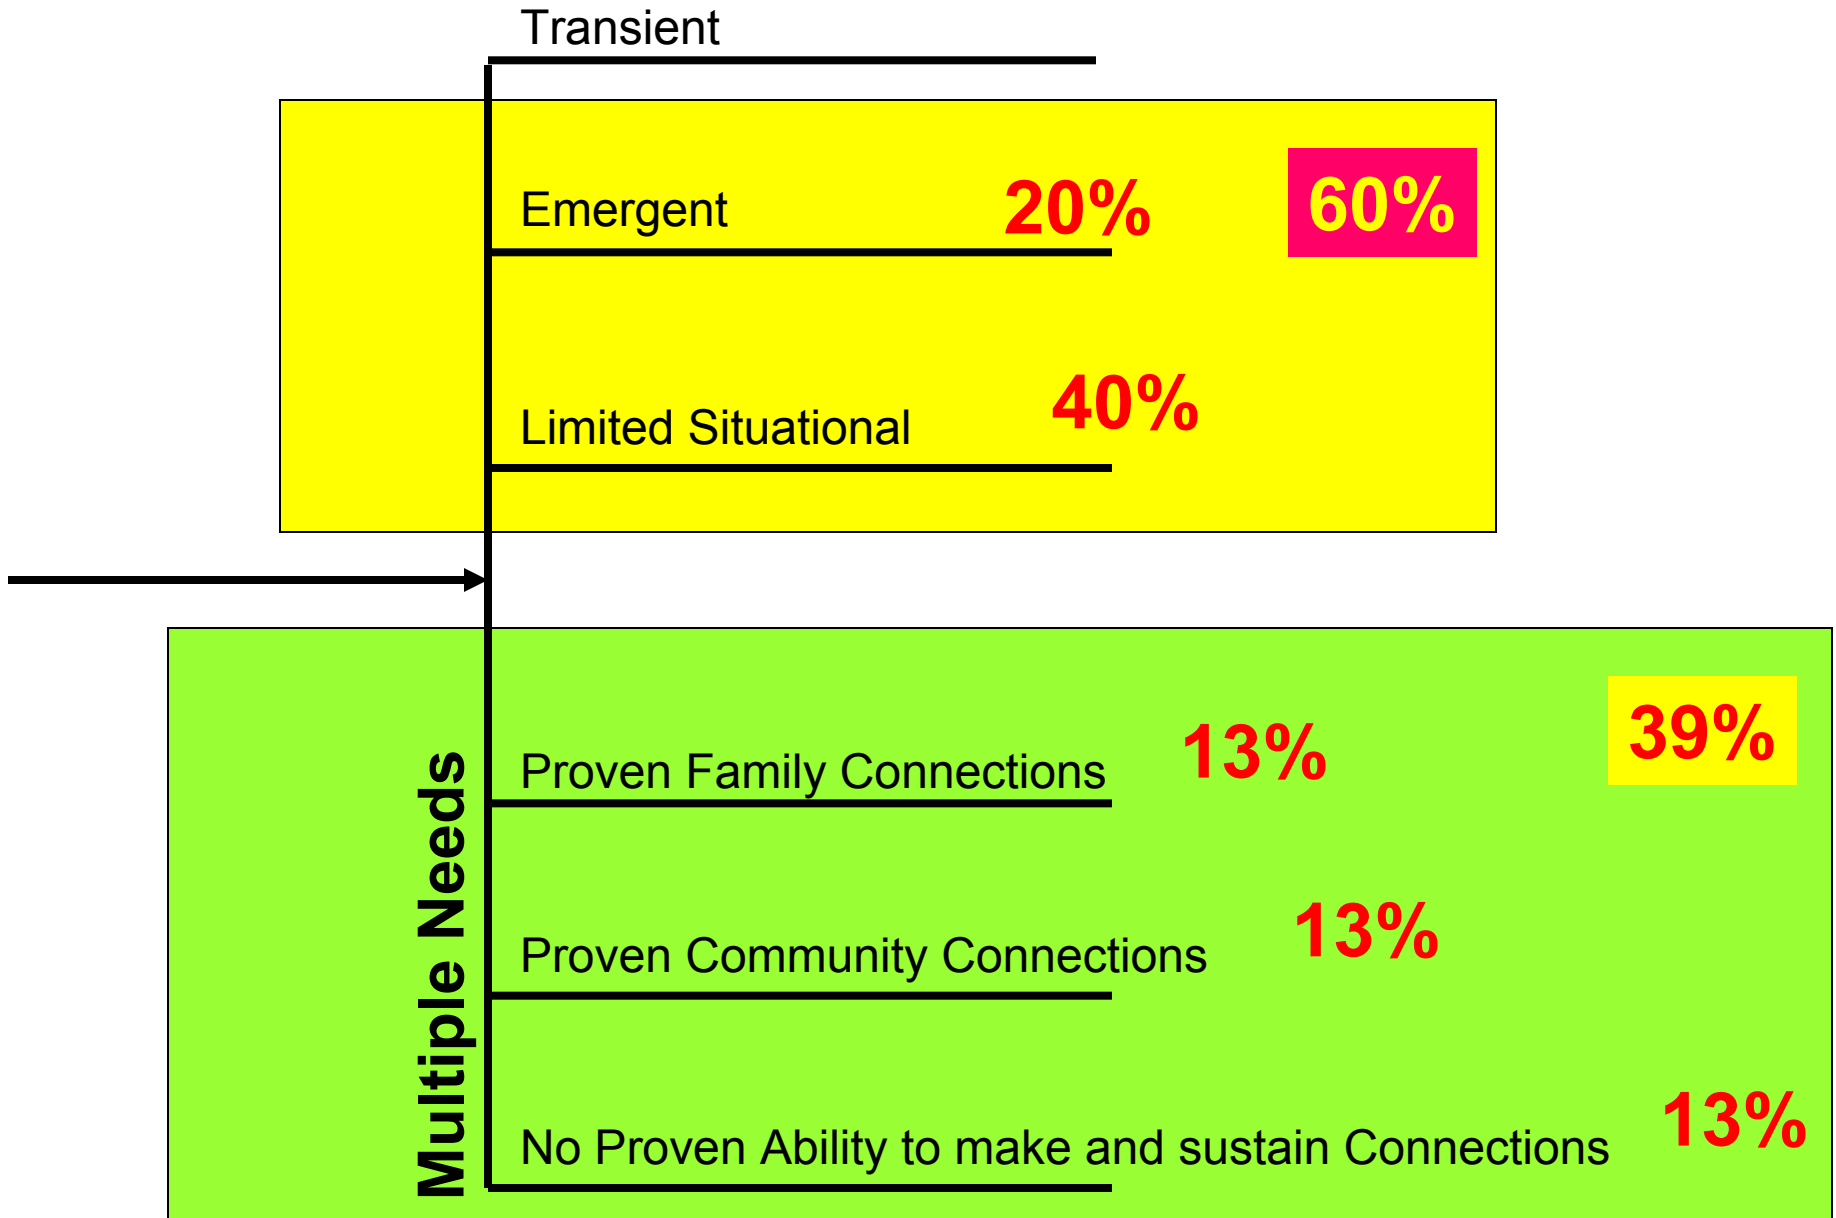 Transient
Emergent 20% 60%
Limited Situational 40%
Multiple Needs
Proven Family Connections 13% 39%
Proven Community Connections 13%
No Proven Ability to make and sustain Connections 13%